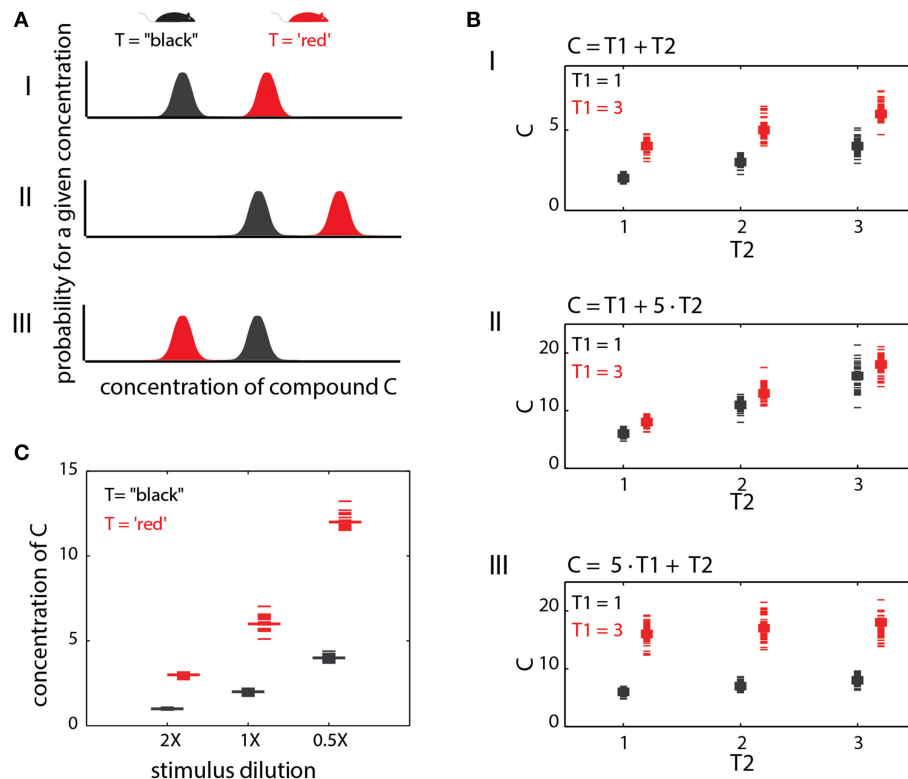 A
T = "black"
T = 'red'
probability for a given concentration
I
II
III
concentration of compound C
B
I
C = T1 + T2
T1 = 1
T1 = 3
C
5
0
1
2
3
T2
II
C = T1 + 5 · T2
T1 = 1
T1 = 3
C
20
10
0
1
2
3
T2
III
C = 5 · T1 + T2
T1 = 1
T1 = 3
C
20
10
0
1
2
3
T2
C
T= "black"
T = 'red'
concentration of C
15
10
5
0
2X
1X
0.5X
stimulus dilution